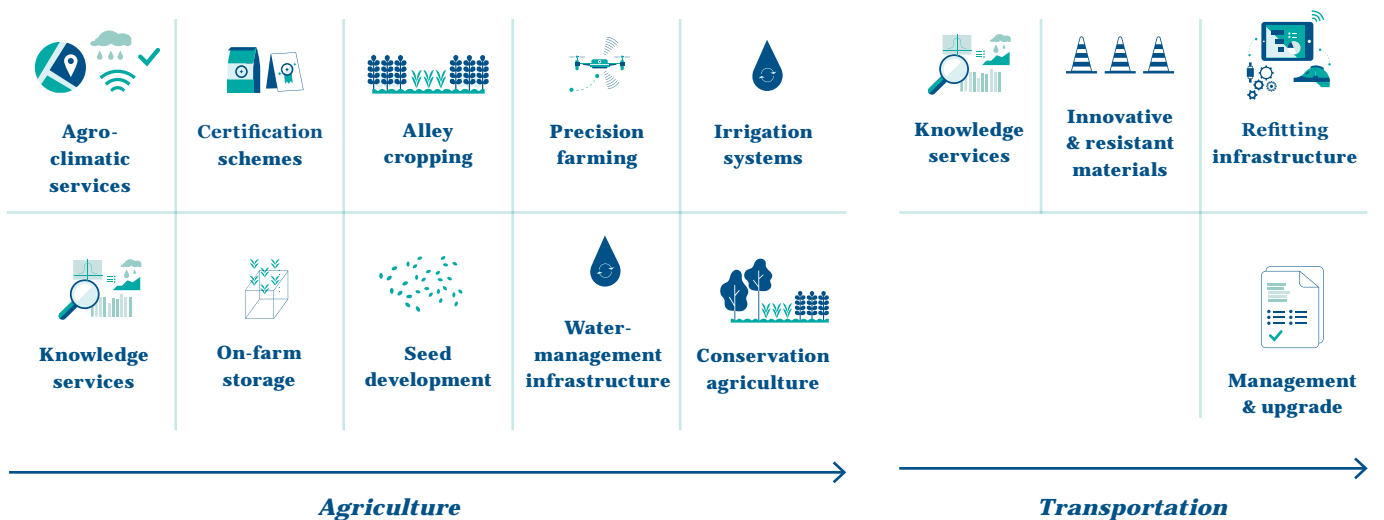 Agro-
climatic
services
Certification
schemes
Alley
cropping
Precision
farming
Irrigation
systems
Knowledge
services
On-farm
storage
Seed
development
Water-
management
infrastructure
Conservation
agriculture
Agriculture
Knowledge
services
Innovative
& resistant
materials
Refitting
infrastructure
Management
& upgrade
Transportation